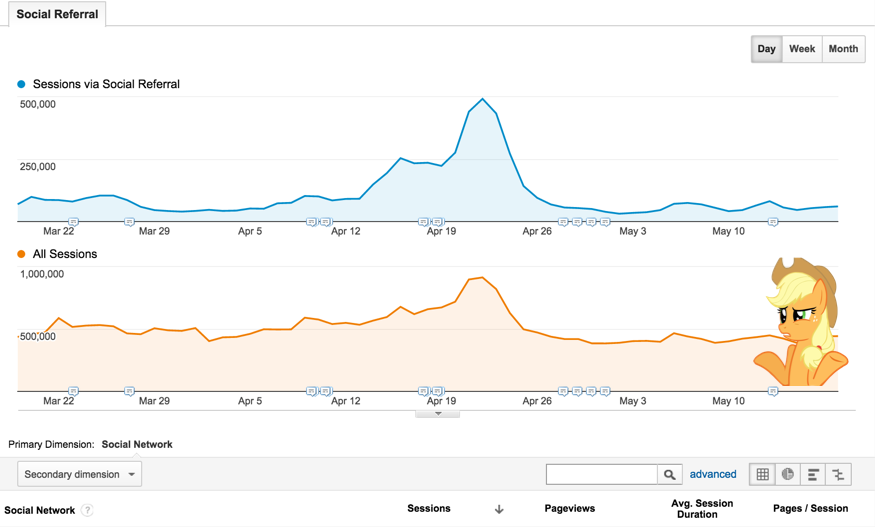 Social Referral
Day Week Month
Sessions via Social Referral
500,000
250,000
Mar 22 Mar 29 Apr 5 Apr 12 Apr 19 Apr 26 May 3 May 10
All Sessions
1,000,000
500,000
Mar 22 Mar 29 Apr 5 Apr 12 Apr 19 Apr 26 May 3 May 10
Primary Dimension: Social Network
Secondary dimension
advanced
Social Network ? Sessions Pageviews Avg. Session Duration Pages / Session